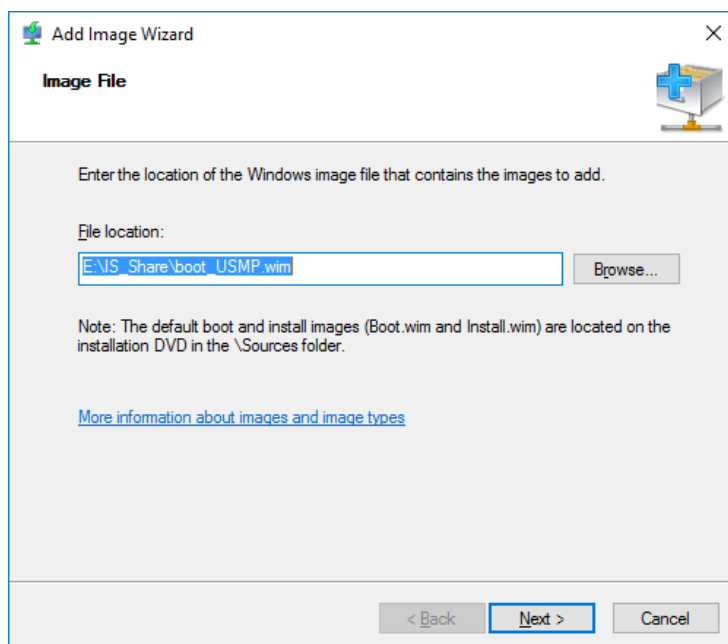 Add Image Wizard
Image File
Enter the location of the Windows image file that contains the images to add.
File location:
E:\IS_Share\boot_USMP.wim
Browse...
Note: The default boot and install images (Boot.wim and Install.wim) are located on the
installation DVD in the \Sources folder.
More information about images and image types
< Back
Next >
Cancel